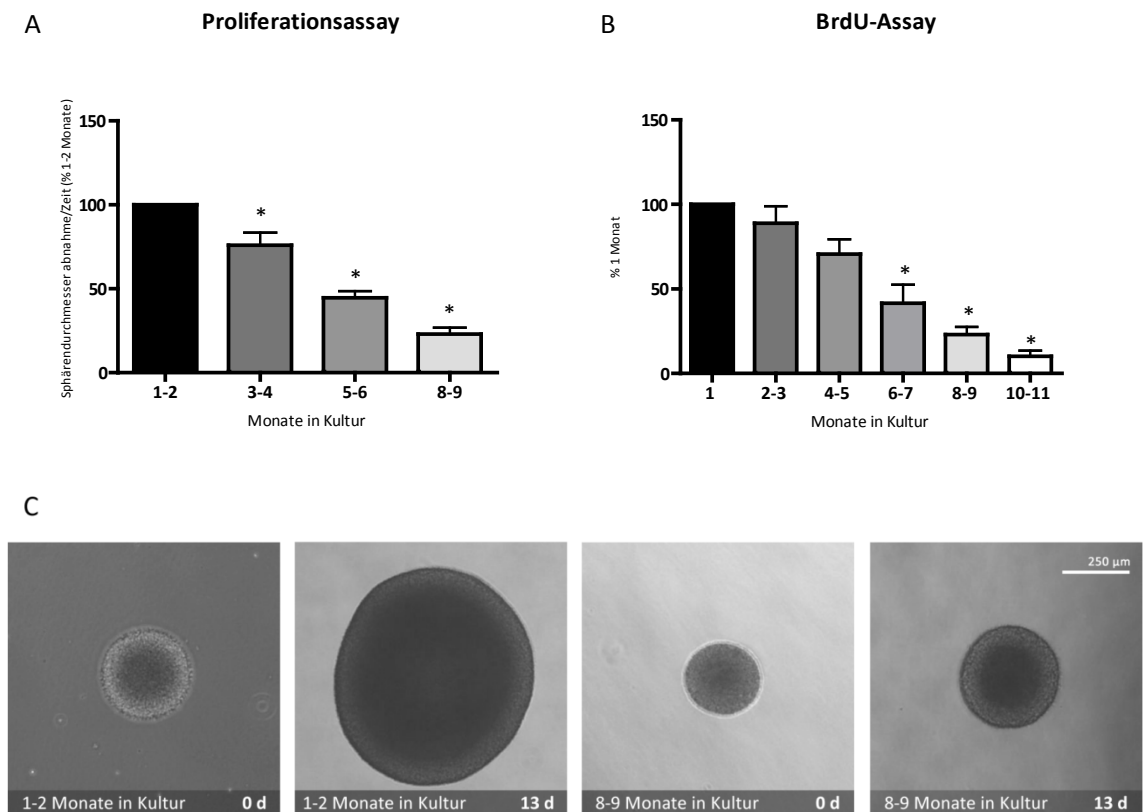 A
Proliferationsassay
Sphärendurchmesser abnahme/Zeit (% 1-2 Monate)
150
100
50
0
*
*
*
1-2 3-4 5-6 8-9
Monate in Kultur
B
BrdU-Assay
% 1 Monat
150
100
50
0
*
*
*
1 2-3 4-5 6-7 8-9 10-11
Monate in Kultur
C
1-2 Monate in Kultur 0 d
1-2 Monate in Kultur 13 d
8-9 Monate in Kultur 0 d
250 µm
8-9 Monate in Kultur 13 d